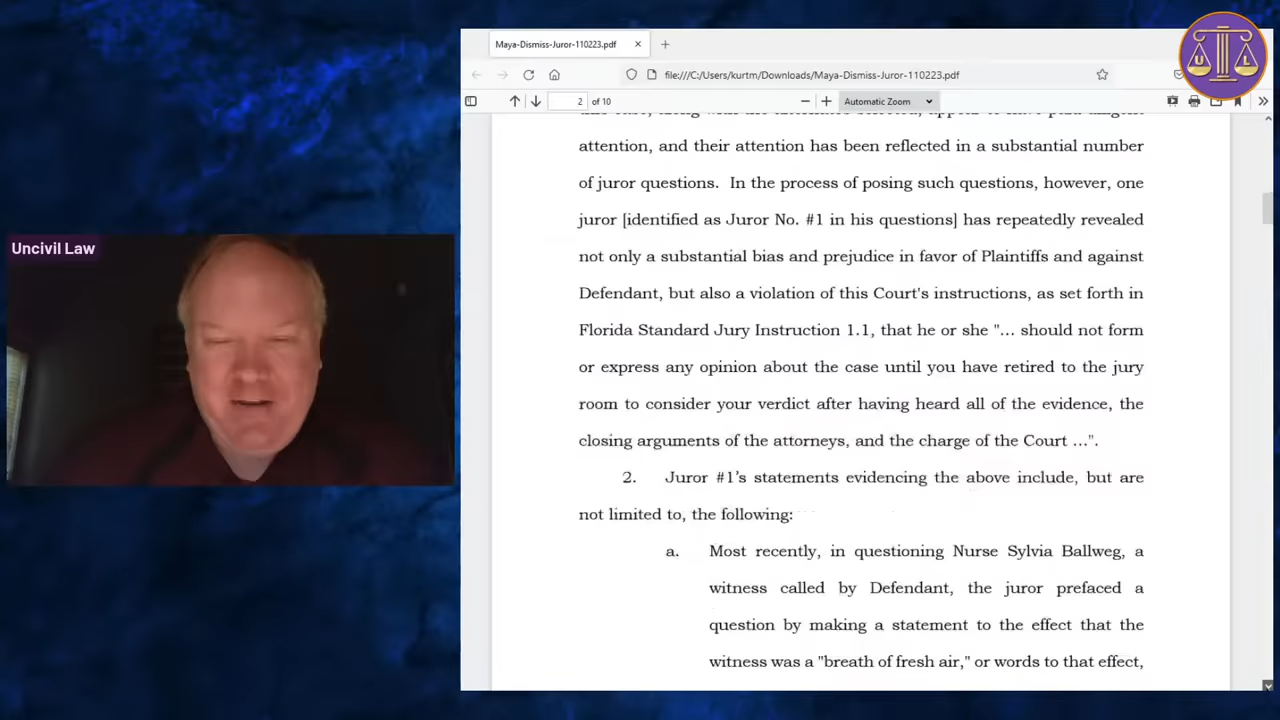 Maya-Dismiss-Juror-110223.pdf
file:///C:/Users/kurtm/Downloads/Maya-Dismiss-Juror-110223.pdf
2 of 10
Automatic Zoom
U L
Uncivil Law
attention, and their attention has been reflected in a substantial number
of juror questions. In the process of posing such questions, however, one
juror [identified as Juror No. #1 in his questions] has repeatedly revealed
not only a substantial bias and prejudice in favor of Plaintiffs and against
Defendant, but also a violation of this Court's instructions, as set forth in
Florida Standard Jury Instruction 1.1, that he or she "... should not form
or express any opinion about the case until you have retired to the jury
room to consider your verdict after having heard all of the evidence, the
closing arguments of the attorneys, and the charge of the Court ...".
2. Juror #1's statements evidencing the above include, but are
not limited to, the following:
a. Most recently, in questioning Nurse Sylvia Ballweg, a
witness called by Defendant, the juror prefaced a
question by making a statement to the effect that the
witness was a "breath of fresh air," or words to that effect,